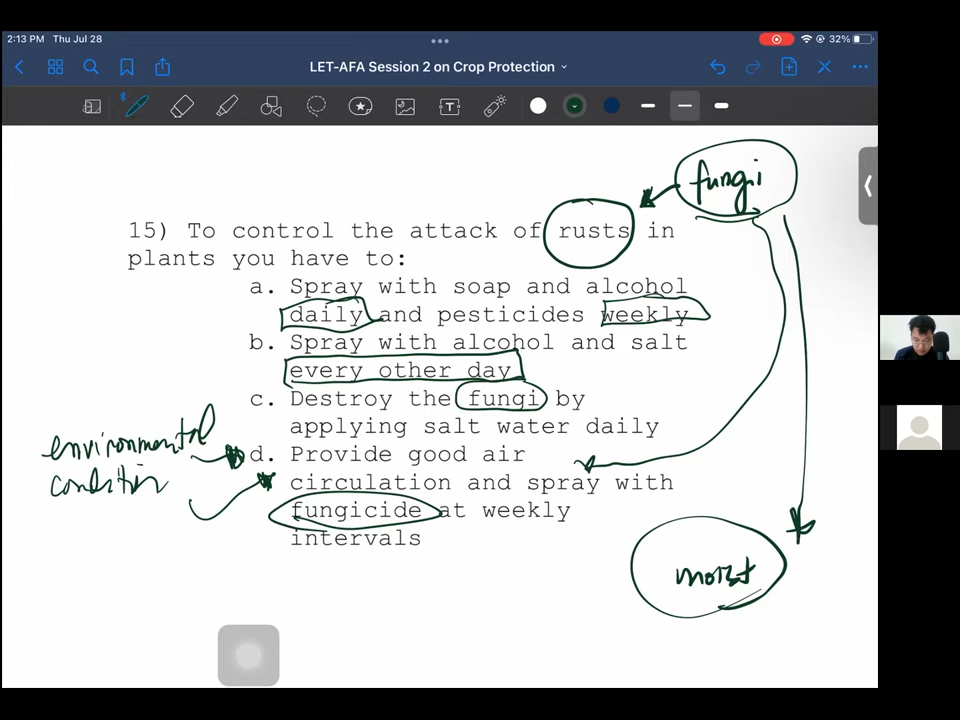 2:13 PM Thu Jul 28
32%
LET-AFA Session 2 on Crop Protection
T
fungi
15) To control the attack of rusts in
plants you have to:
a. Spray with soap and alcohol
daily and pesticides weekly
b. Spray with alcohol and salt
every other day
c. Destroy the fungi by
applying salt water daily
d. Provide good air
circulation and spray with
fungicide at weekly
intervals
environmental
condition
moist